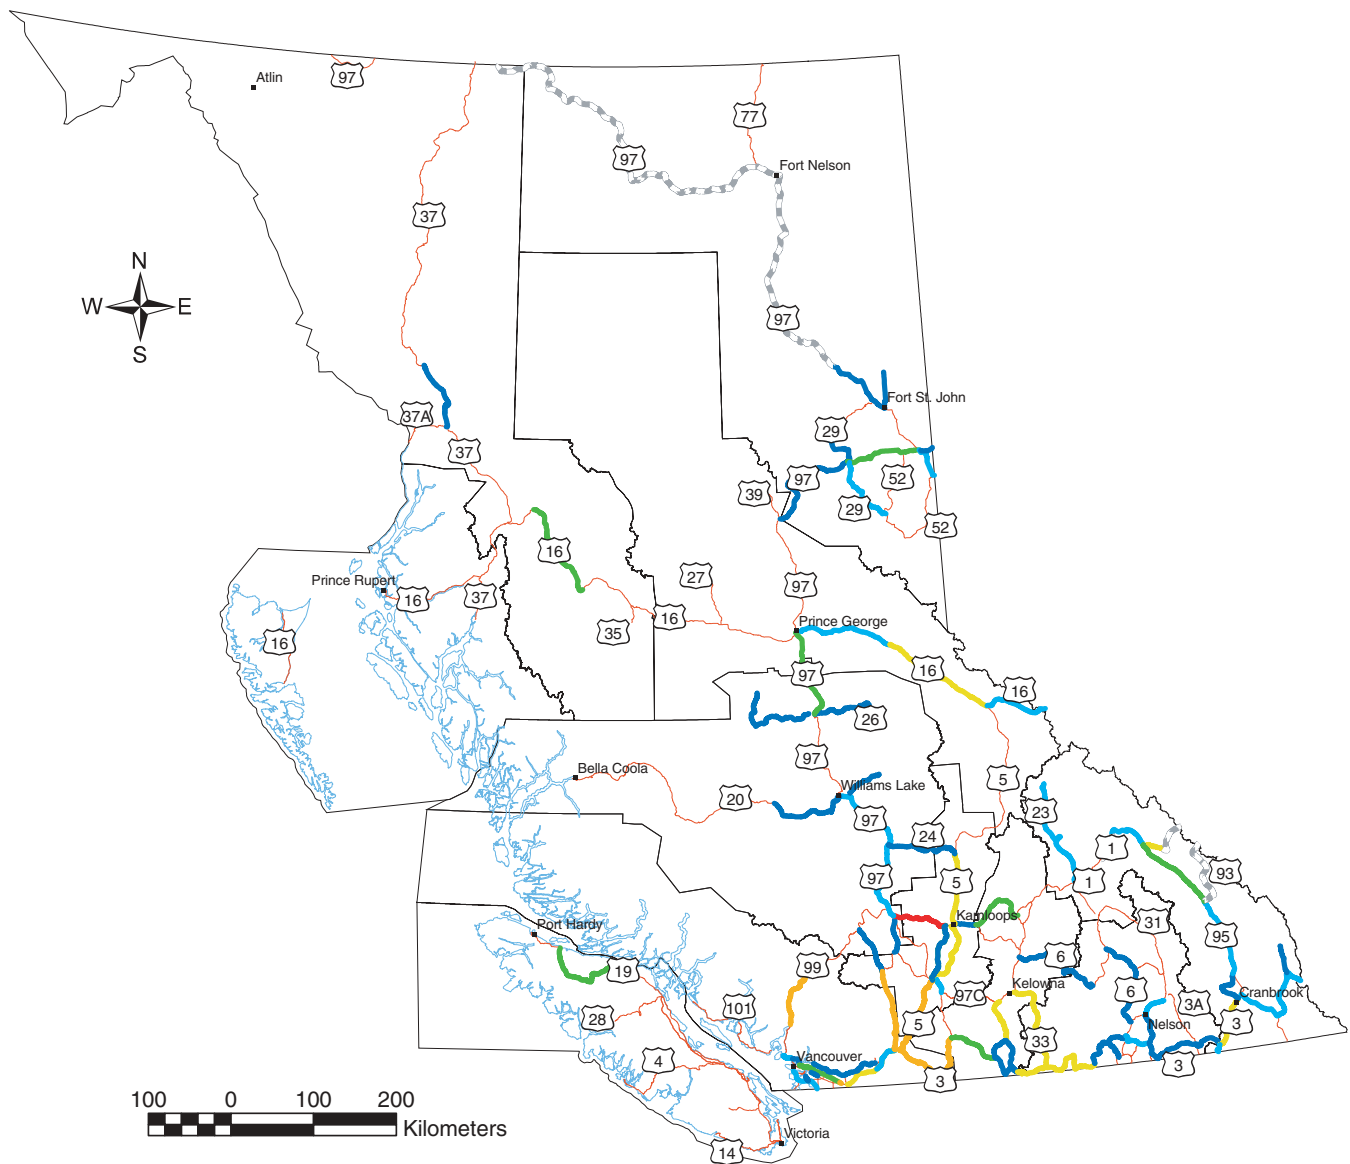 Atlin
97
77
97
Fort Nelson
37
N
W
E
S
97
Fort St. John
37A
29
37
97
52
39
29
52
16
27
97
Prince Rupert
16
37
16
35
Prince George
16
97
16
16
26
97
Bella Coola
5
20
Williams Lake
23
97
24
1
97
5
1
93
Kamloops
31
Port Hardy
95
99
6
19
97C
Kelowna
6
Cranbrook
3A
28
101
5
Nelson
3
33
4
Vancouver
3
3
100
0
100
200
Kilometers
Victoria
14